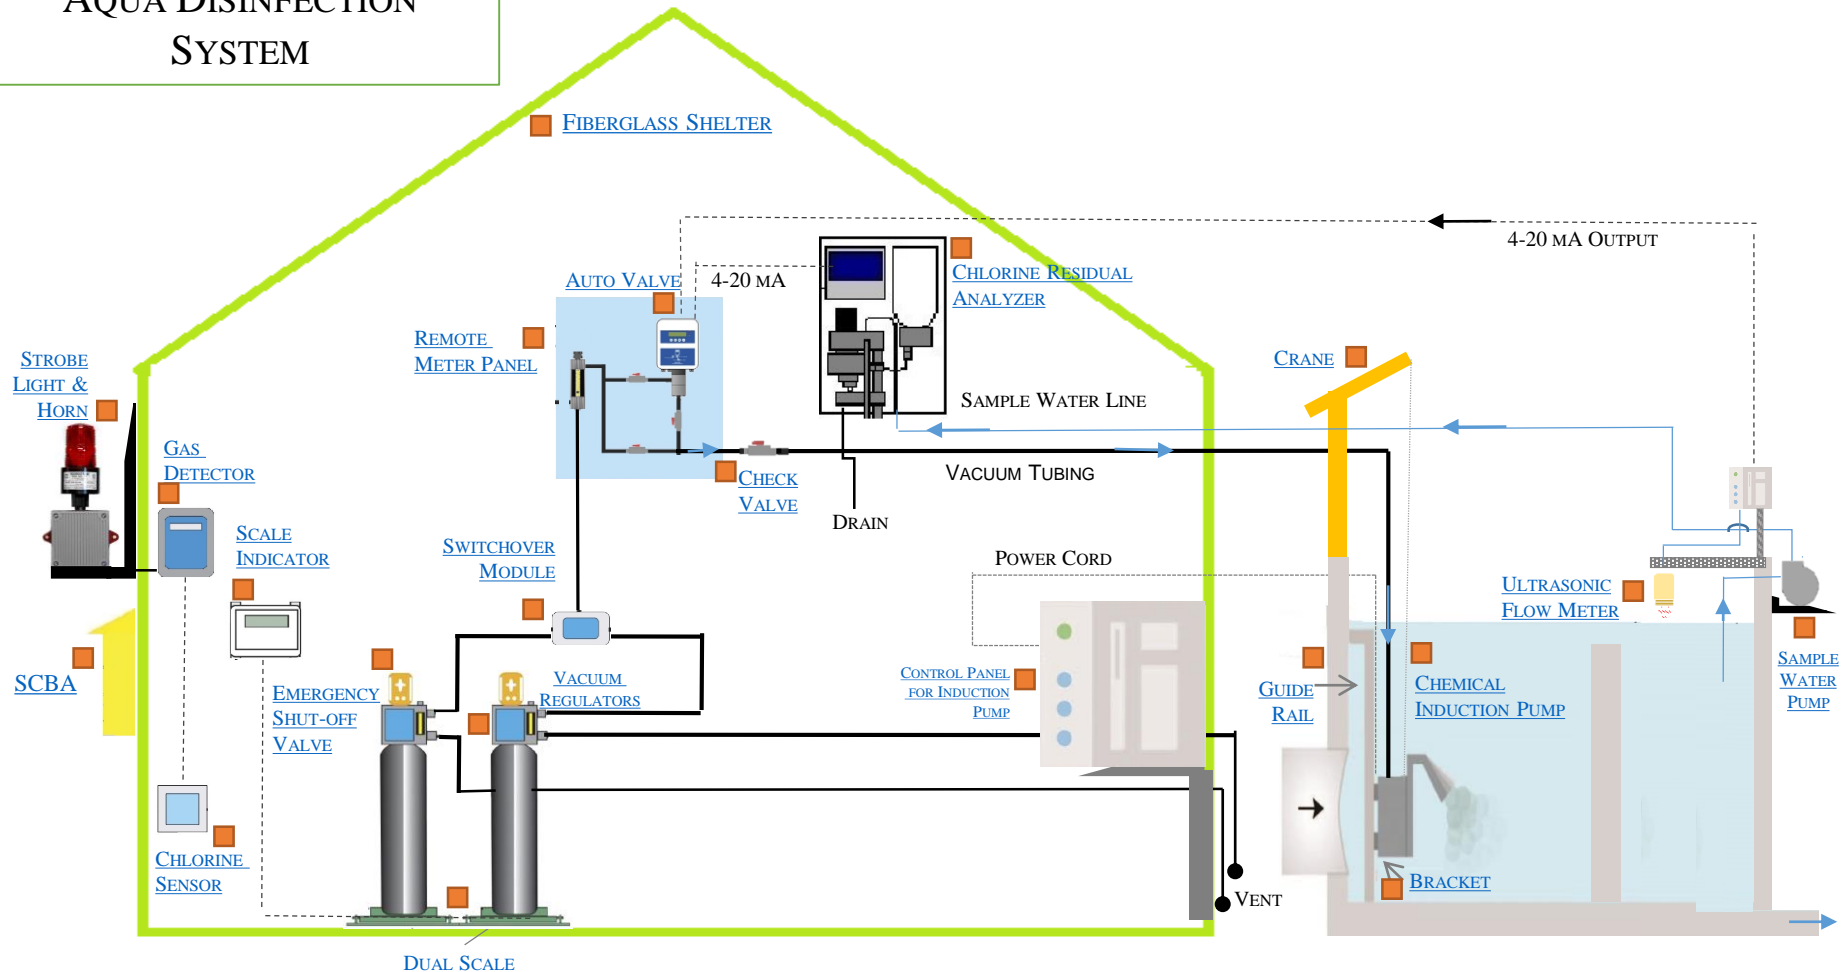 AQUA DISINFECTION
SYSTEM
FIBERGLASS SHELTER
4-20 MA OUTPUT
AUTO VALVE
4-20 MA
CHLORINE RESIDUAL
ANALYZER
REMOTE
METER PANEL
STROBE
LIGHT &
HORN
CRANE
SAMPLE WATER LINE
GAS
DETECTOR
CHECK
VALVE
VACUUM TUBING
DRAIN
SCALE
INDICATOR
SWITCHOVER
MODULE
POWER CORD
ULTRASONIC
FLOW METER
SCBA
EMERGENCY
SHUT-OFF
VALVE
VACUUM
REGULATORS
CONTROL PANEL
FOR INDUCTION
PUMP
GUIDE
RAIL
CHEMICAL
INDUCTION PUMP
SAMPLE
WATER
PUMP
CHLORINE
SENSOR
BRACKET
VENT
DUAL SCALE